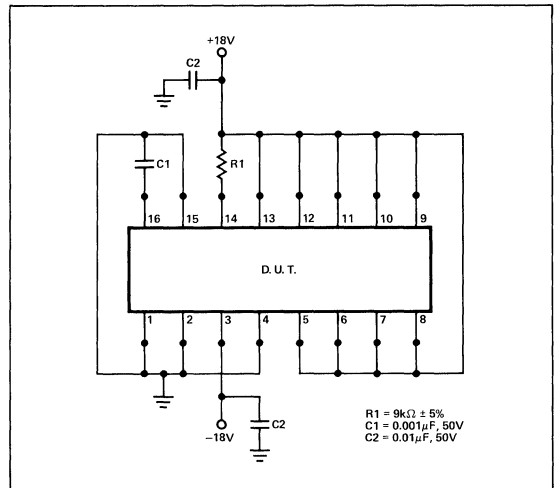 +18V
C2
C1
R1
16 15 14 13 12 11 10 9
D. U. T.
1 2 3 4 5 6 7 8
R1 = 9kΩ ± 5%
C1 = 0.001μF, 50V
C2 = 0.01μF, 50V
C2
−18V